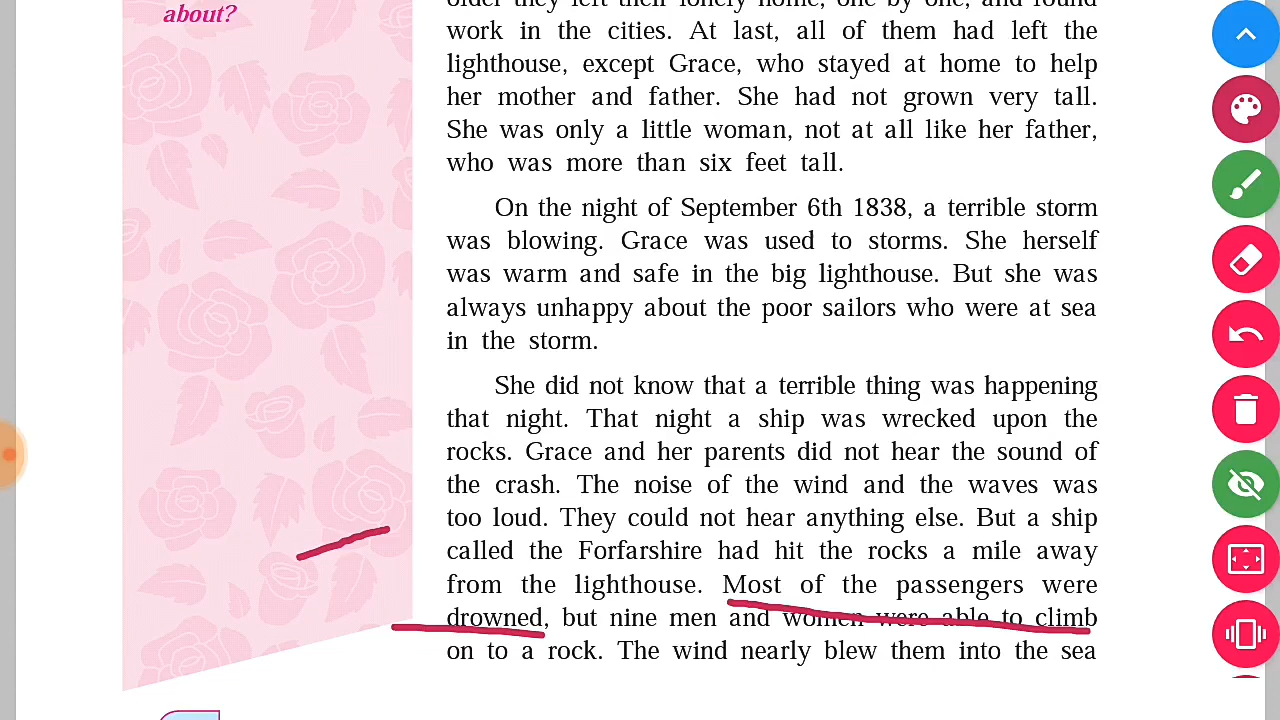 about?
order they left their lonely home, one by one, and found
work in the cities. At last, all of them had left the
lighthouse, except Grace, who stayed at home to help
her mother and father. She had not grown very tall.
She was only a little woman, not at all like her father,
who was more than six feet tall.
On the night of September 6th 1838, a terrible storm
was blowing. Grace was used to storms. She herself
was warm and safe in the big lighthouse. But she was
always unhappy about the poor sailors who were at sea
in the storm.
She did not know that a terrible thing was happening
that night. That night a ship was wrecked upon the
rocks. Grace and her parents did not hear the sound of
the crash. The noise of the wind and the waves was
too loud. They could not hear anything else. But a ship
called the Forfarshire had hit the rocks a mile away
from the lighthouse. Most of the passengers were
drowned, but nine men and women were able to climb
on to a rock. The wind nearly blew them into the sea